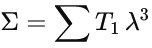 Σ = ∑ T₁ λ³